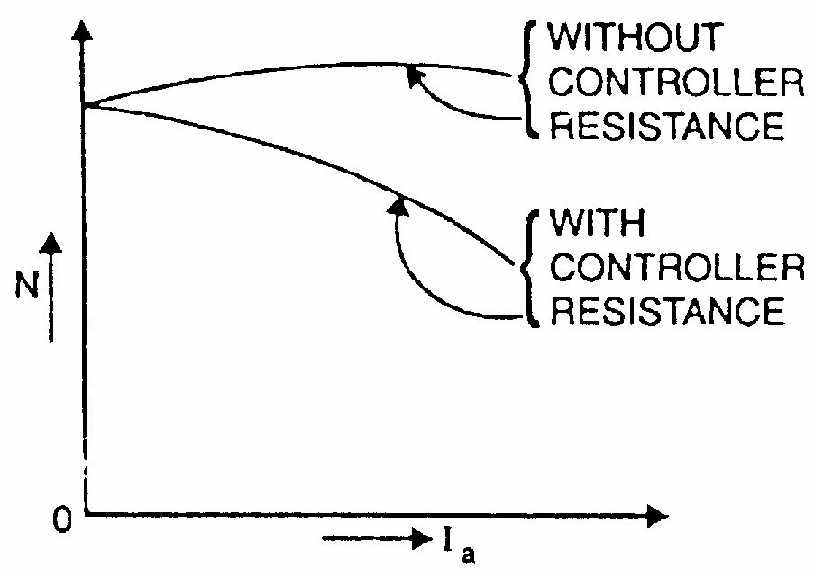 WITHOUT
CONTROLLER
RESISTANCE
WITH
CONTROLLER
RESISTANCE
N
0
I a